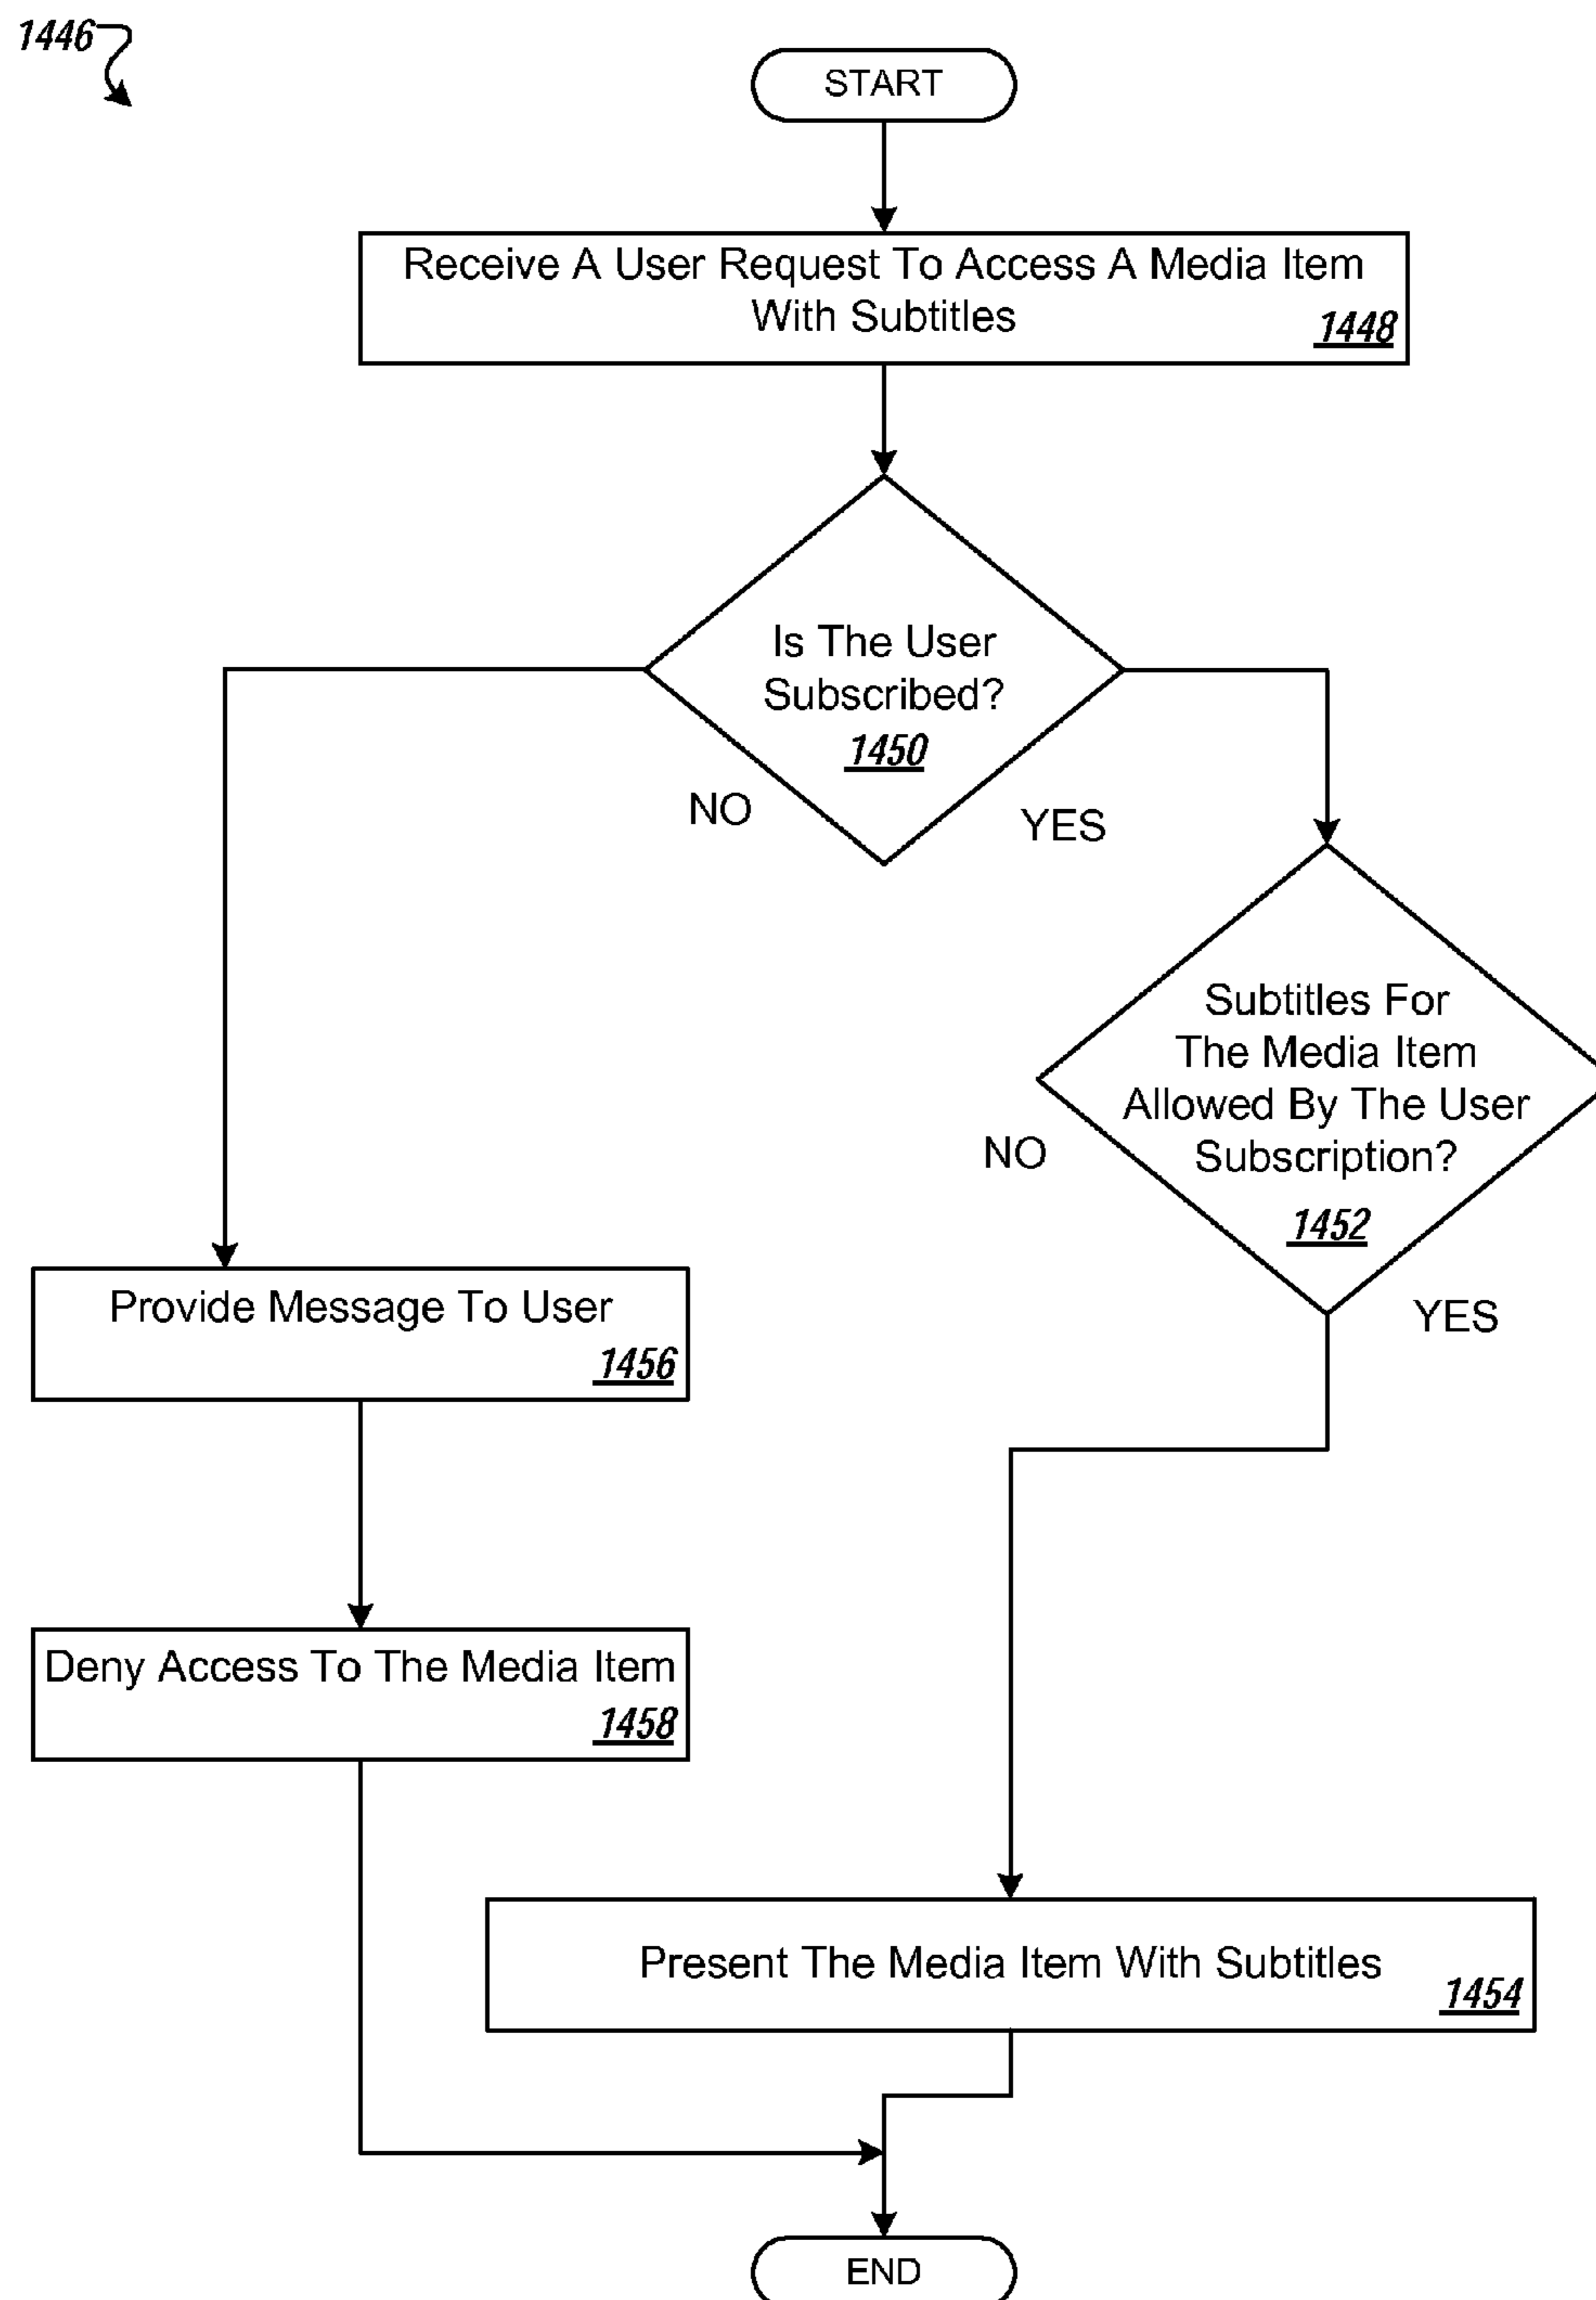 1446
START
Receive A User Request To Access A Media Item
With Subtitles
1448
Is The User
Subscribed?
1450
NO
YES
Subtitles For
The Media Item
Allowed By The User
Subscription?
1452
NO
YES
Provide Message To User
1456
Deny Access To The Media Item
1458
Present The Media Item With Subtitles
1454
END